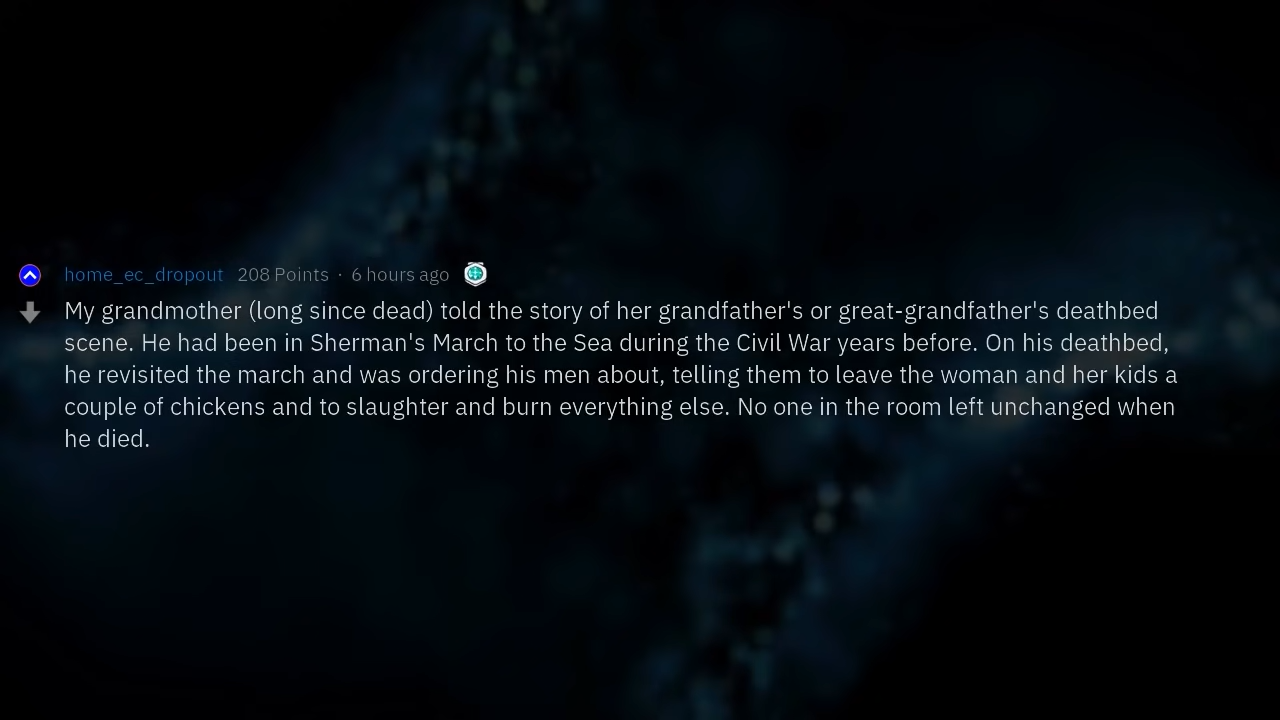 home_ec_dropout 208 Points · 6 hours ago
My grandmother (long since dead) told the story of her grandfather's or great-grandfather's deathbed
scene. He had been in Sherman's March to the Sea during the Civil War years before. On his deathbed,
he revisited the march and was ordering his men about, telling them to leave the woman and her kids a
couple of chickens and to slaughter and burn everything else. No one in the room left unchanged when
he died.